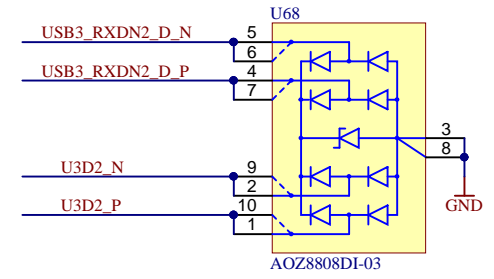 U68
USB3_RXDN2_D_N 5
6
USB3_RXDN2_D_P 4
7
3
8
U3D2_N 9
2
GND
U3D2_P 10
1
AOZ8808DI-03